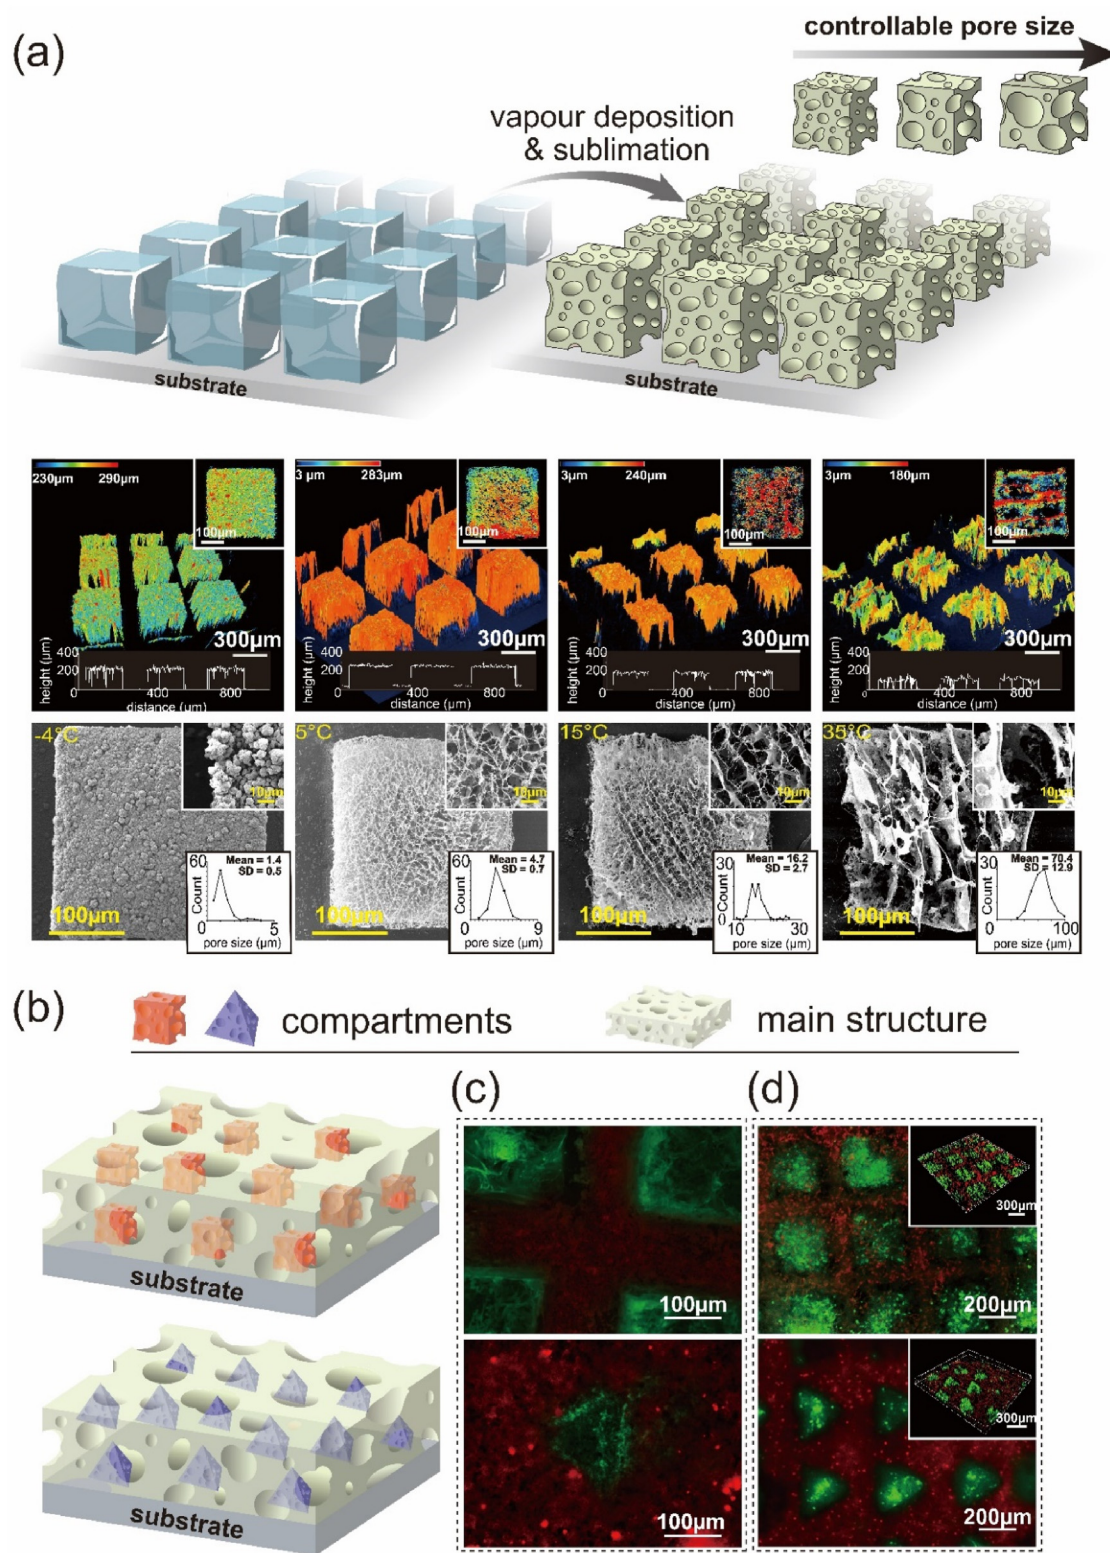 (a)
controllable pore size
vapour deposition
& sublimation
substrate
substrate
230µm 290µm
100µm
300µm
height (µm)
400
200
0
400 800
distance (µm)
3 µm 283µm
100µm
300µm
height (µm)
400
200
0
400 800
distance (µm)
3µm 240µm
100µm
300µm
height (µm)
400
200
0
400 800
distance (µm)
3µm 180µm
100µm
300µm
height (µm)
400
200
0
400 800
distance (µm)
-4°C
10µm
100µm
Mean = 1.4
SD = 0.5
60
Count
0
0 5
pore size (µm)
5°C
10µm
100µm
Mean = 4.7
SD = 0.7
60
Count
0
0 9
pore size (µm)
15°C
10µm
100µm
Mean = 16.2
SD = 2.7
30
Count
0
10 30
pore size (µm)
35°C
10µm
100µm
Mean = 70.4
SD = 12.9
30
Count
0
0 100
pore size (µm)
(b)
compartments
main structure
substrate
substrate
(c)
100µm
100µm
(d)
300µm
200µm
300µm
200µm